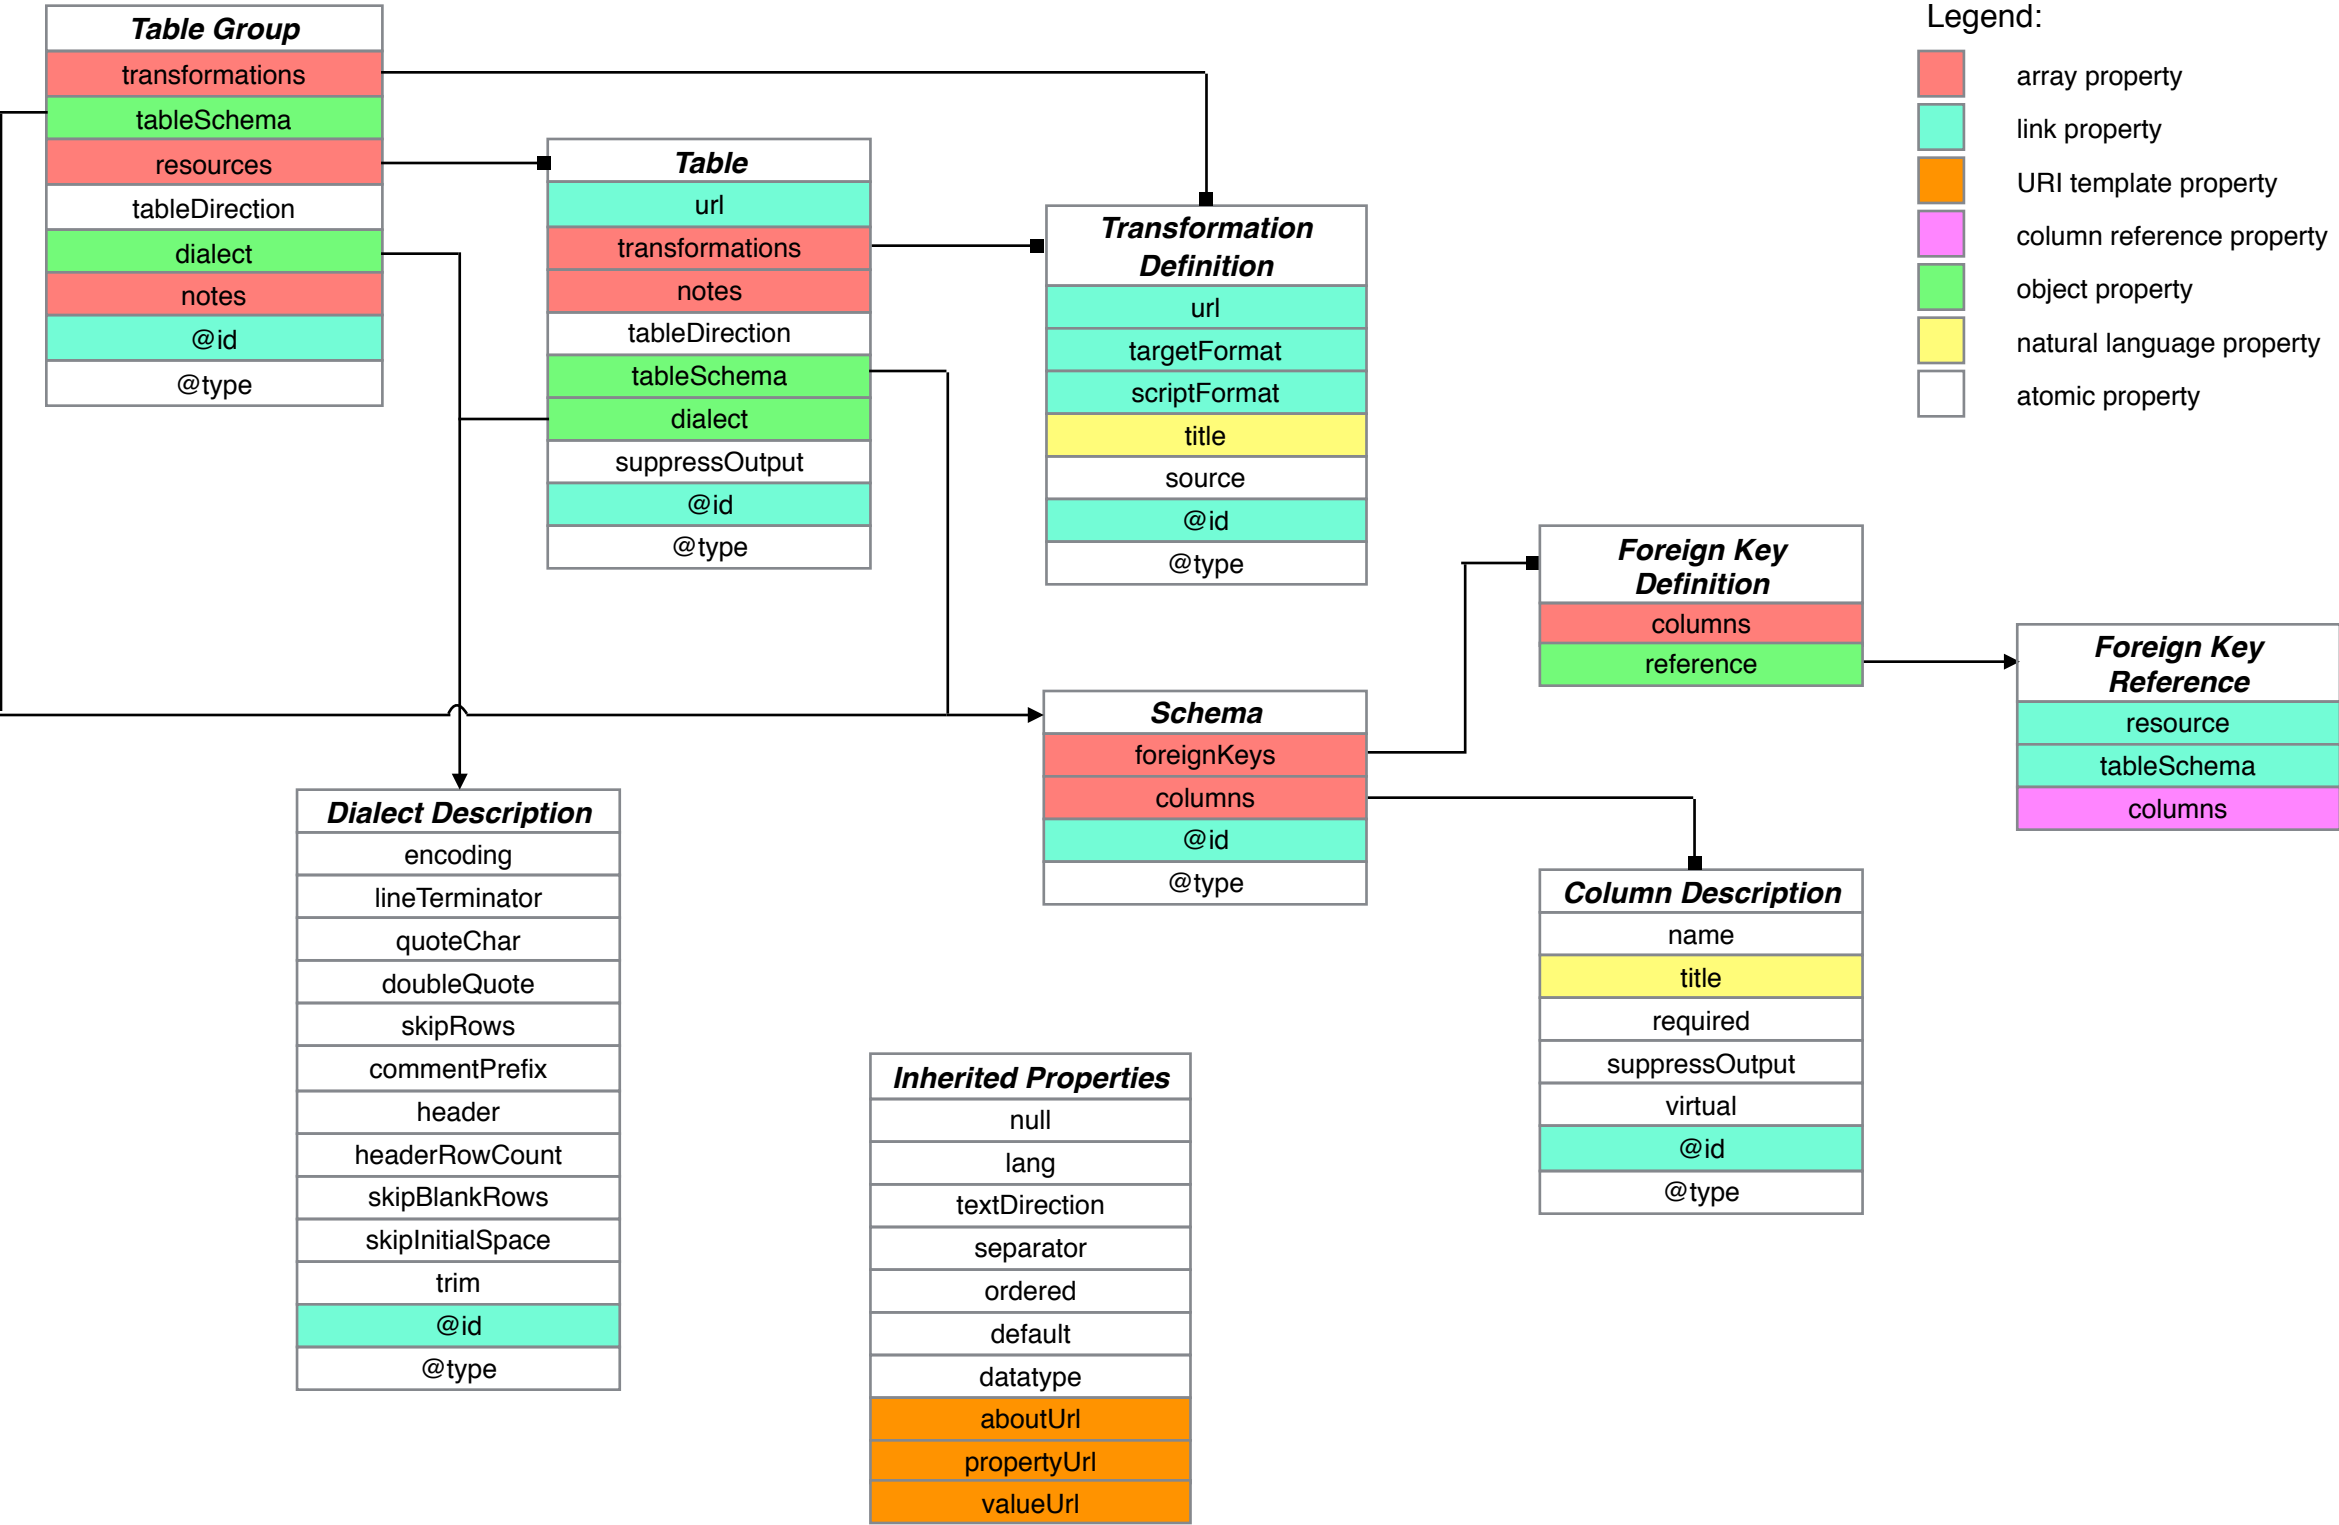 Table Group
transformations
tableSchema
resources
tableDirection
dialect
notes
@id
@type
Table
url
transformations
notes
tableDirection
tableSchema
dialect
suppressOutput
@id
@type
Transformation
Definition
url
targetFormat
scriptFormat
title
source
@id
@type
Legend:
array property
link property
URI template property
column reference property
object property
natural language property
atomic property
Foreign Key
Definition
columns
reference
Foreign Key
Reference
resource
tableSchema
columns
Schema
foreignKeys
columns
@id
@type
Dialect Description
encoding
lineTerminator
quoteChar
doubleQuote
skipRows
commentPrefix
header
headerRowCount
skipBlankRows
skipInitialSpace
trim
@id
@type
Column Description
name
title
required
suppressOutput
virtual
@id
@type
Inherited Properties
null
lang
textDirection
separator
ordered
default
datatype
aboutUrl
propertyUrl
valueUrl